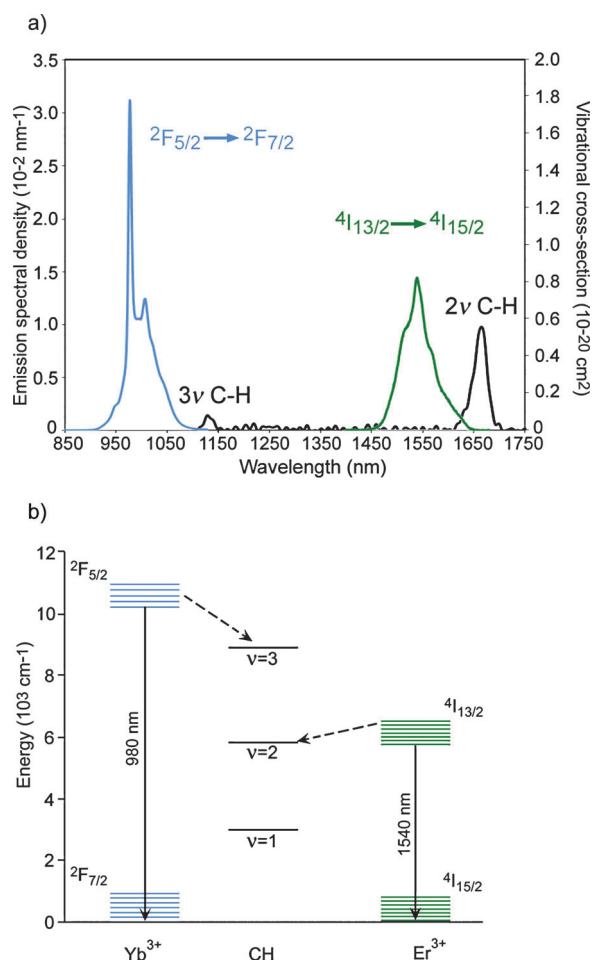 a)
3.5
3.0
2.5
2.0
1.5
1.0
0.5
0
Emission spectral density (10-2 nm-1)
2.0
1.8
1.6
1.4
1.2
1.0
0.8
0.6
0.4
0.2
0
Vibrational cross-section (10-20 cm2)
²F₅/₂ → ²F₇/₂
⁴I₁₃/₂ → ⁴I₁₅/₂
3ν C-H
2ν C-H
850 950 1050 1150 1250 1350 1450 1550 1650 1750
Wavelength (nm)
b)
12
10
8
6
4
2
0
Energy (10³ cm-1)
²F₅/₂
980 nm
²F₇/₂
ν=3
ν=2
ν=1
⁴I₁₃/₂
1540 nm
⁴I₁₅/₂
Yb³⁺ CH Er³⁺